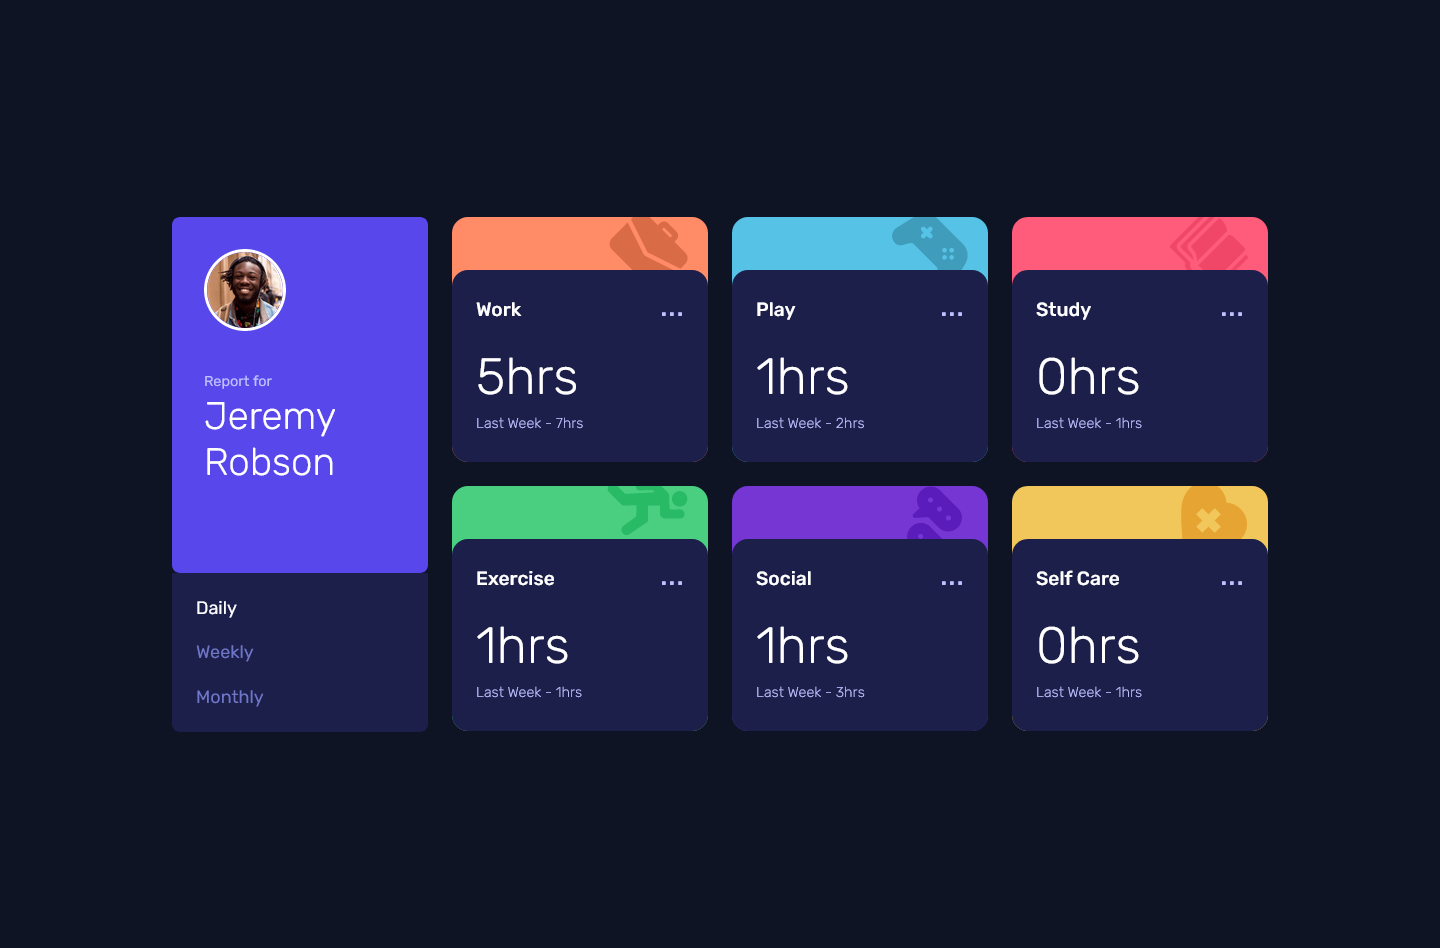 Report for
Jeremy
Robson
Daily
Weekly
Monthly
Work
5hrs
Last Week - 7hrs
Play
1hrs
Last Week - 2hrs
Study
0hrs
Last Week - 1hrs
Exercise
1hrs
Last Week - 1hrs
Social
1hrs
Last Week - 3hrs
Self Care
0hrs
Last Week - 1hrs